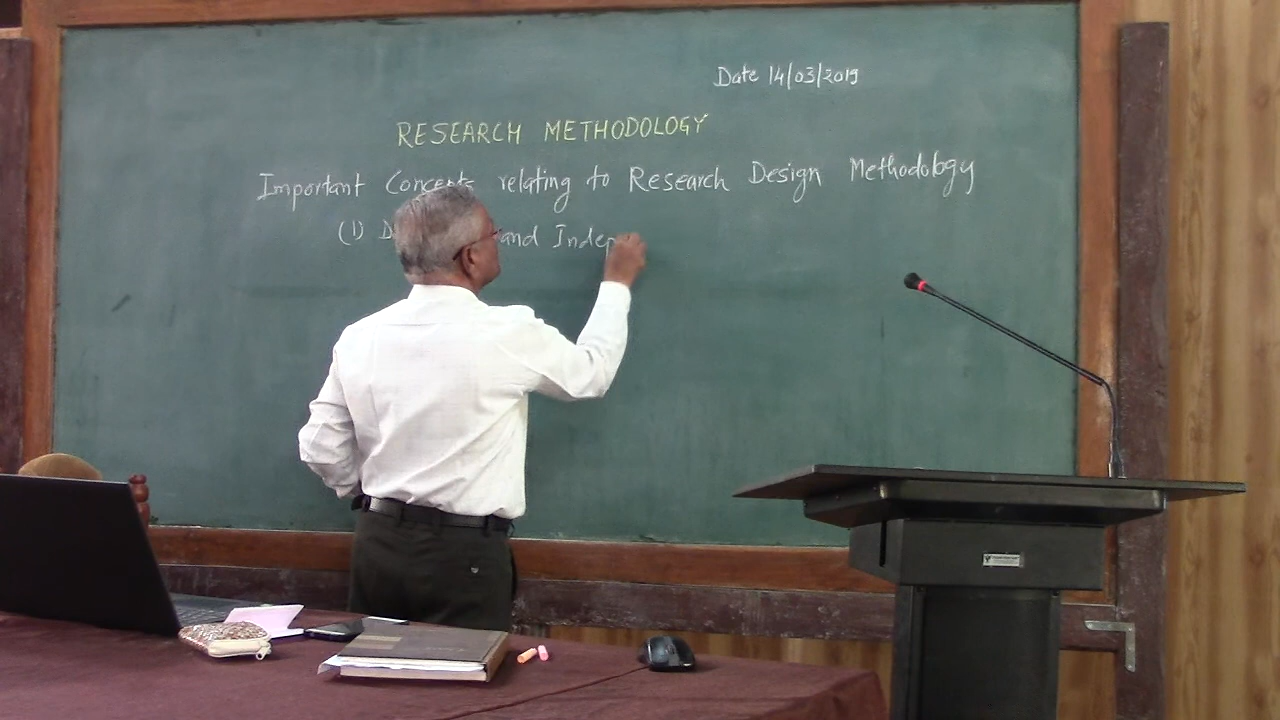 Date 14/03/2019
RESEARCH METHODOLOGY
Important Concepts relating to Research Design Methodology
(1) D and Indep